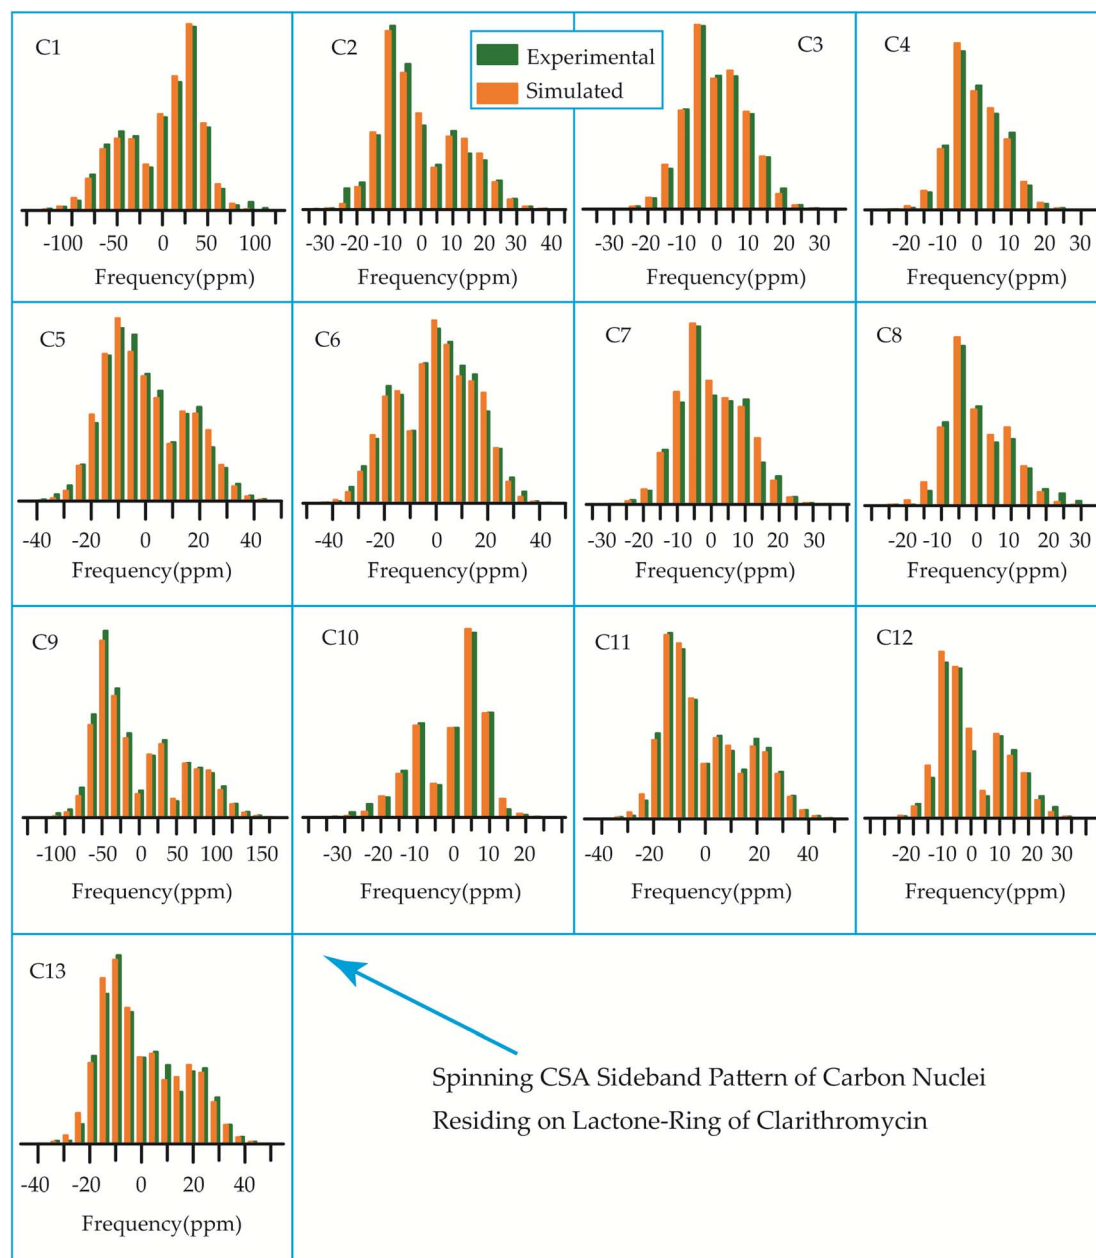 C1
C2
Experimental
Simulated
C3
C4
-100 -50 0 50 100
-30 -20 -10 0 10 20 30 40
-30 -20 -10 0 10 20 30
-20 -10 0 10 20 30
Frequency(ppm)
Frequency(ppm)
Frequency(ppm)
Frequency(ppm)
C5
C6
C7
C8
-40 -20 0 20 40
-40 -20 0 20 40
-30 -20 -10 0 10 20 30
-20 -10 0 10 20 30
Frequency(ppm)
Frequency(ppm)
Frequency(ppm)
Frequency(ppm)
C9
C10
C11
C12
-100 -50 0 50 100 150
-30 -20 -10 0 10 20
-40 -20 0 20 40
-20 -10 0 10 20 30
Frequency(ppm)
Frequency(ppm)
Frequency(ppm)
Frequency(ppm)
C13
-40 -20 0 20 40
Frequency(ppm)
Spinning CSA Sideband Pattern of Carbon Nuclei
Residing on Lactone-Ring of Clarithromycin